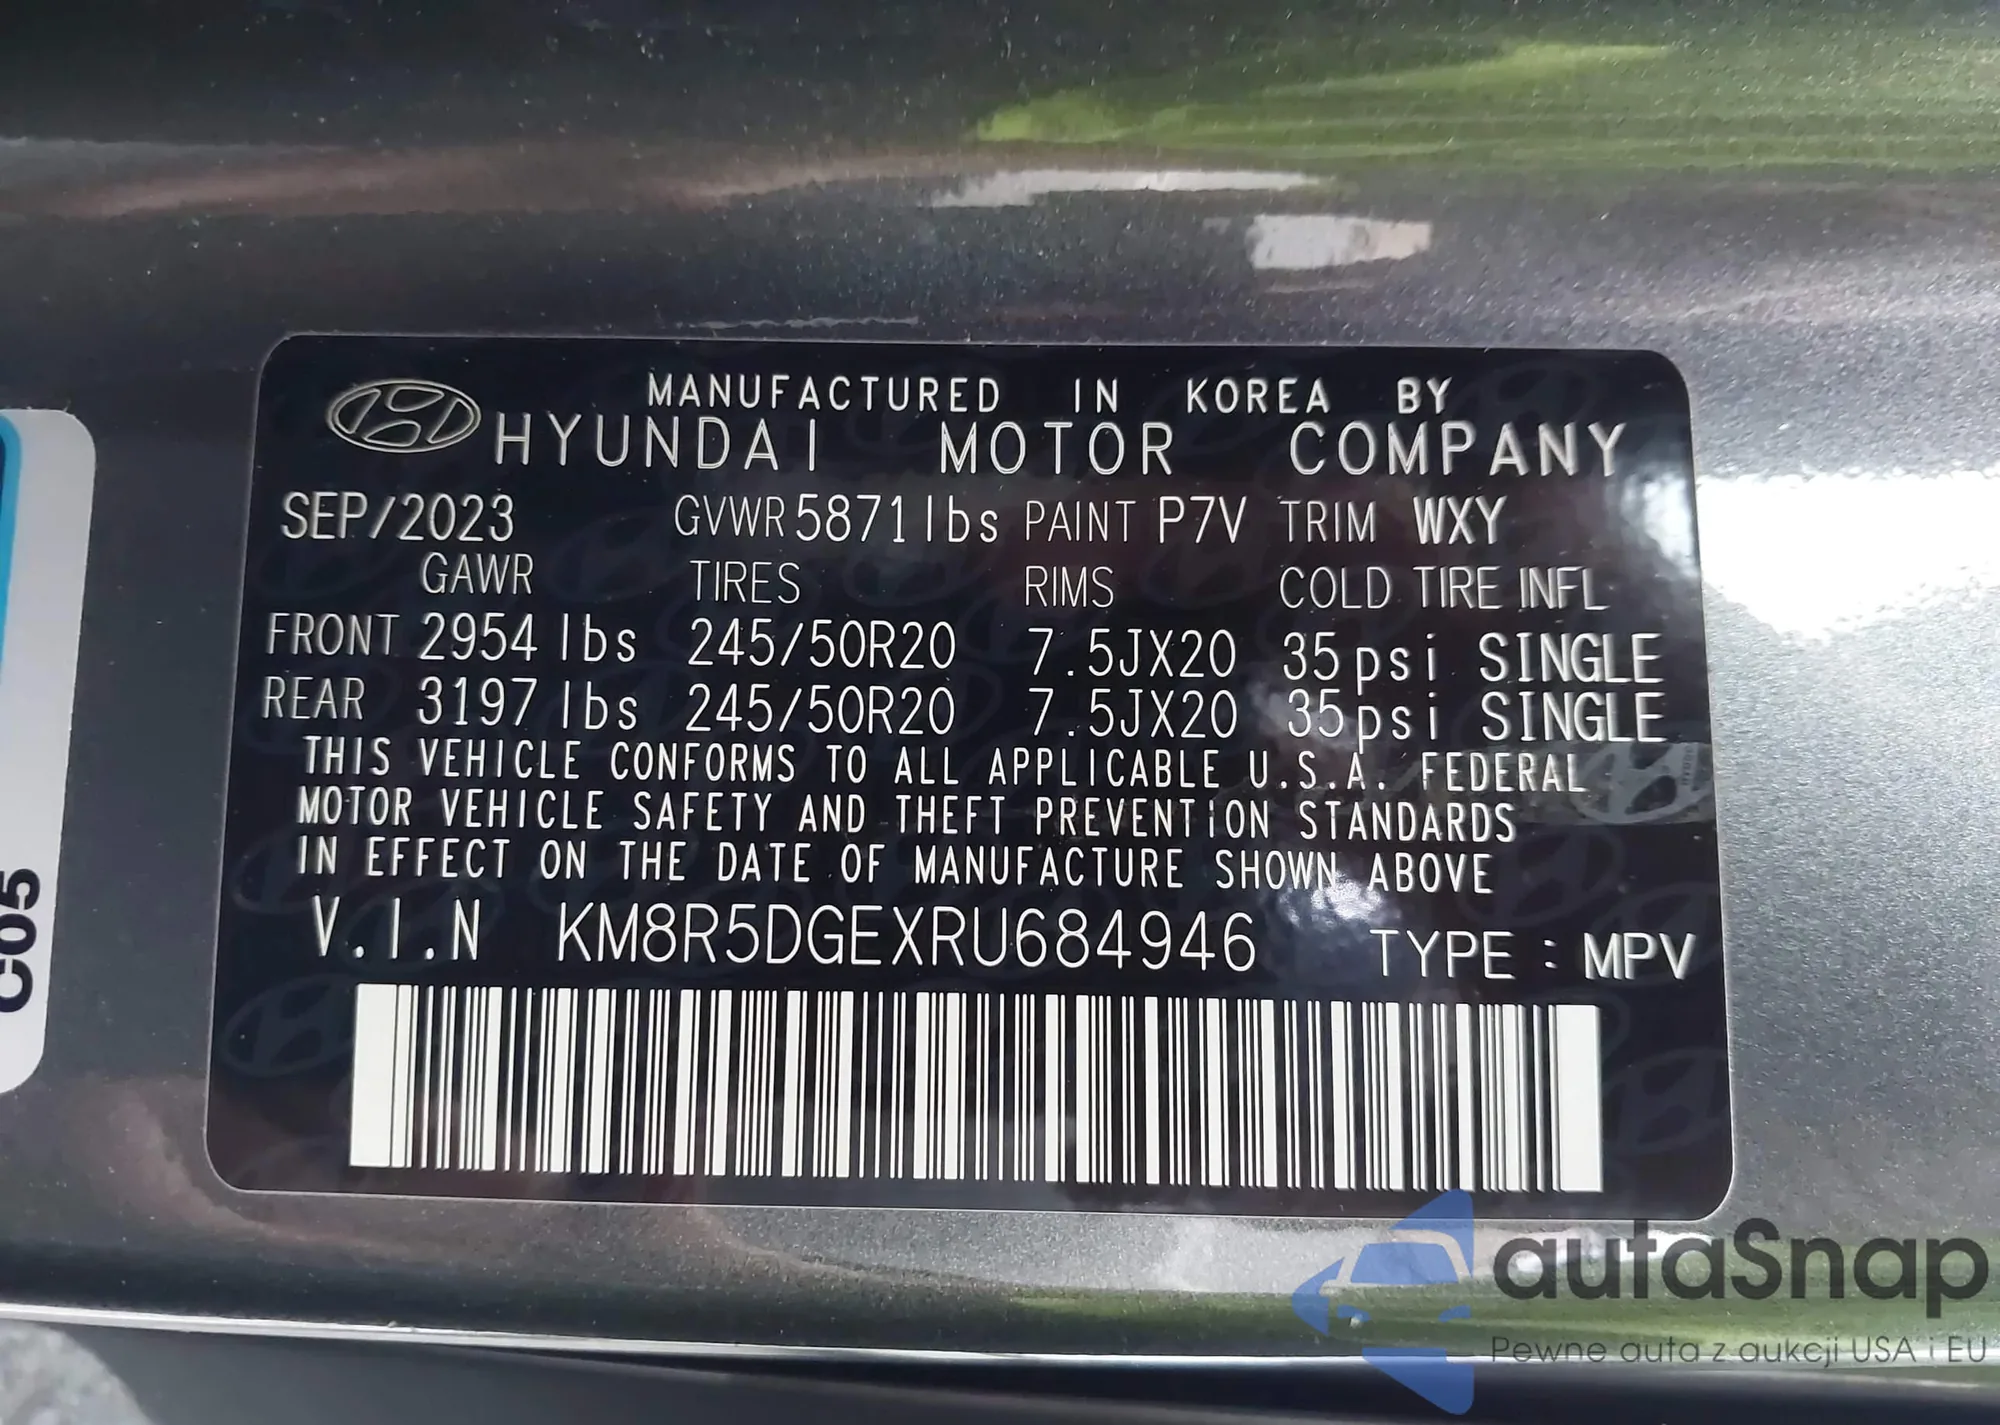 MANUFACTURED IN KOREA BY
HYUNDAI MOTOR COMPANY
SEP/2023 GVWR 5871lbs PAINT P7V TRIM WXY
GAWR TIRES RIMS COLD TIRE INFL
FRONT 2954 lbs 245/50R20 7.5JX20 35psi SINGLE
REAR 3197 lbs 245/50R20 7.5JX20 35psi SINGLE
THIS VEHICLE CONFORMS TO ALL APPLICABLE U.S.A. FEDERAL
MOTOR VEHICLE SAFETY AND THEFT PREVENTION STANDARDS
IN EFFECT ON THE DATE OF MANUFACTURE SHOWN ABOVE
V.I.N KM8R5DGEXRU684946 TYPE : MPV
C05
autaSnap
Pewne auta z aukcji USA i EU